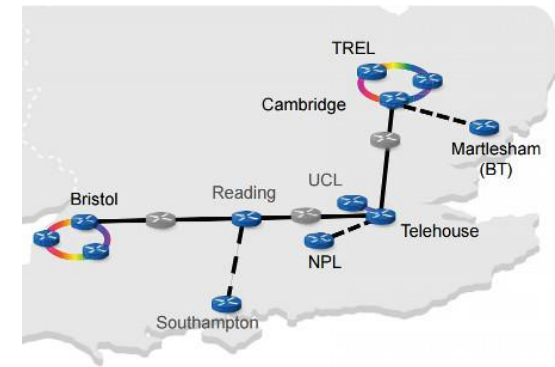 TREL
Cambridge
Martlesham
(BT)
UCL
Reading
Bristol
Telehouse
NPL
Southampton